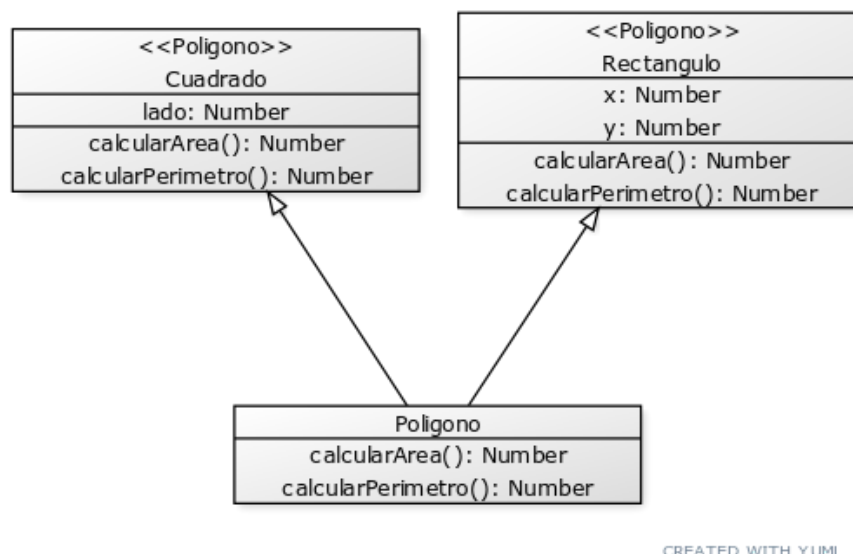 <<Poligono>>
Cuadrado
lado: Number
calcularArea(): Number
calcularPerimetro(): Number
<<Poligono>>
Rectangulo
x: Number
y: Number
calcularArea(): Number
calcularPerimetro(): Number
Poligono
calcularArea(): Number
calcularPerimetro(): Number
CREATED WITH YUML